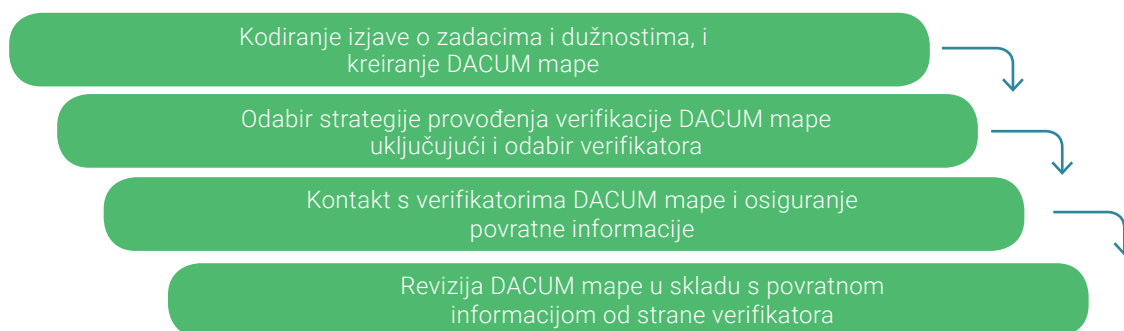 Kodiranje izjave o zadacima i dužnostima, i
kreiranje DACUM mape
Odabir strategije provođenja verifikacije DACUM mape
uključujući i odabir verifikatora
Kontakt s verifikatorima DACUM mape i osiguranje
povratne informacije
Revizija DACUM mape u skladu s povratnom
informacijom od strane verifikatora